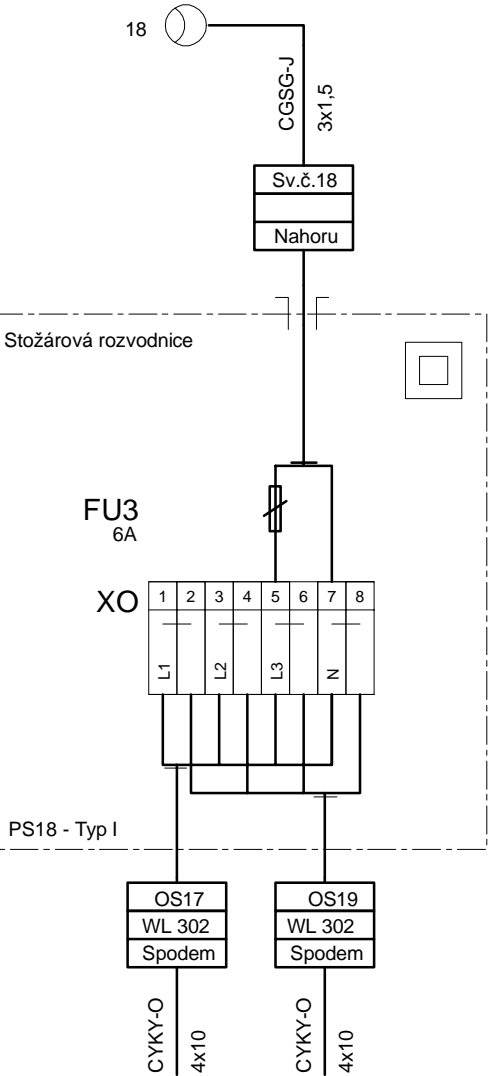 18
CGSG-J
3x1,5
Sv.č.18
Nahoru
Stožárová rozvodnice
FU3
6A
XO
1 2 3 4 5 6 7 8
L1 L2 L3 N
PS18 - Typ I
OS17
WL 302
Spodem
OS19
WL 302
Spodem
CYKY-O
4x10
CYKY-O
4x10